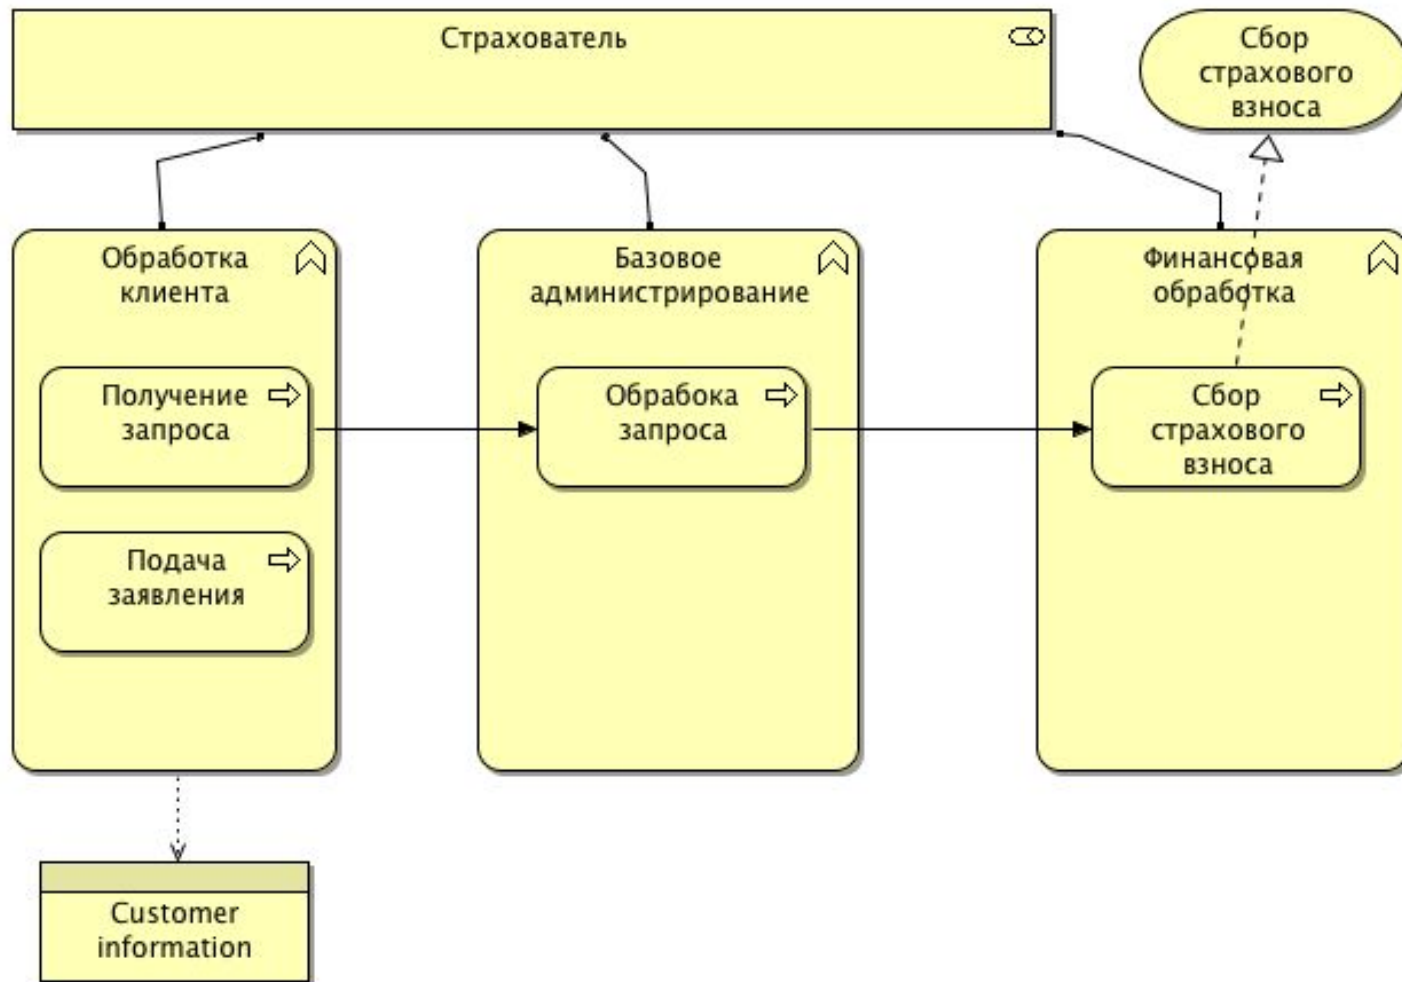 Страхователь
Сбор
страхового
взноса
Обработка
клиента
Базовое
администрирование
Финансовая
обработка
Получение
запроса
Обрабока
запроса
Сбор
страхового
взноса
Подача
заявления
Customer
information